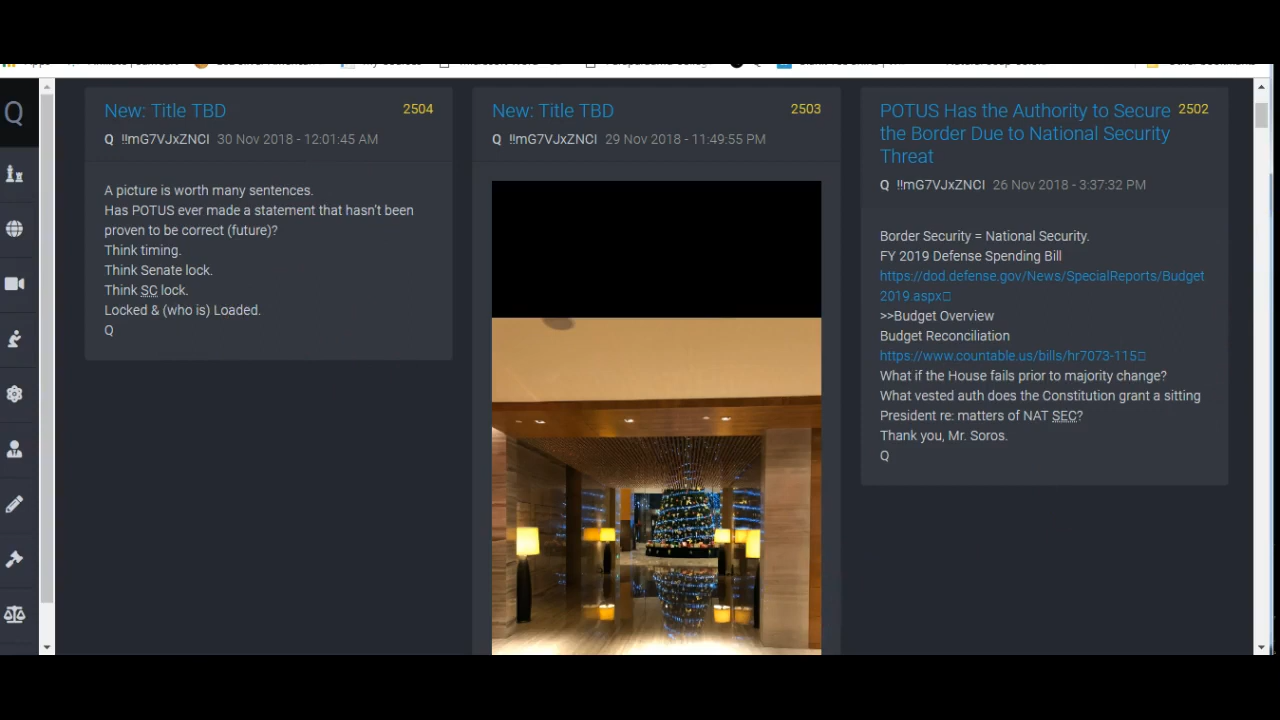 Q
New: Title TBD
2504
Q !!mG7VJxZNCI 30 Nov 2018 - 12:01:45 AM
A picture is worth many sentences.
Has POTUS ever made a statement that hasn't been
proven to be correct (future)?
Think timing.
Think Senate lock.
Think SC lock.
Locked & (who is) Loaded.
Q
New: Title TBD
2503
Q !!mG7VJxZNCI 29 Nov 2018 - 11:49:55 PM
POTUS Has the Authority to Secure
2502
the Border Due to National Security
Threat
Q !!mG7VJxZNCI 26 Nov 2018 - 3:37:32 PM
Border Security = National Security.
FY 2019 Defense Spending Bill
https://dod.defense.gov/News/SpecialReports/Budget
2019 aspx
>>Budget Overview
Budget Reconciliation
https://www.countable.us/bills/hr7073-115
What if the House fails prior to majority change?
What vested auth does the Constitution grant a sitting
President re: matters of NAT SEC?
Thank you, Mr. Soros.
Q